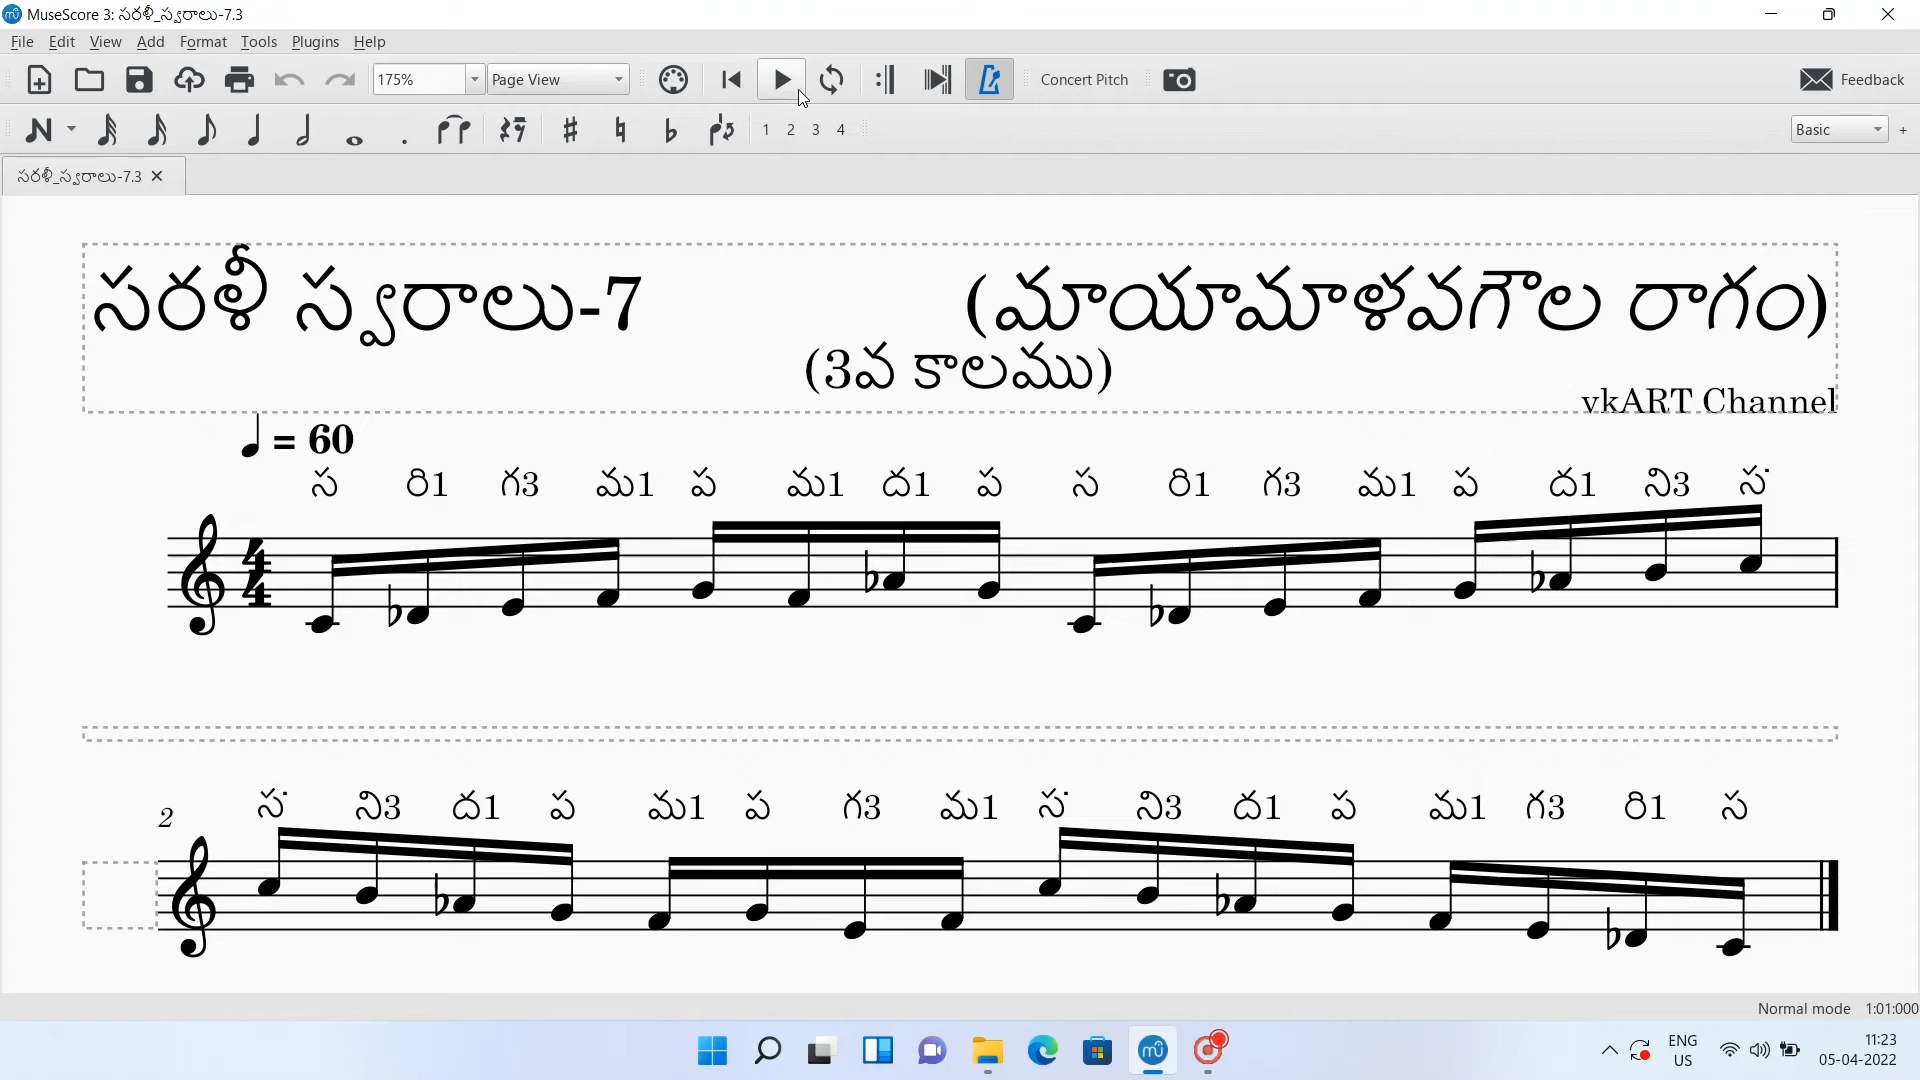 MuseScore 3: సరళీ_స్వరాలు-7.3
File Edit View Add Format Tools Plugins Help
175% Page View Concert Pitch Feedback
1 2 3 4 Basic +
సరళీ_స్వరాలు-7.3
సరళీ స్వరాలు-7 (మాయామాళవగౌల రాగం)
(3వ కాలము)
vkART Channel
= 60
స రి1 గ3 మ1 ప మ1 ద1 ప స రి1 గ3 మ1 ప ద1 ని3 స˙
4
4
2 స˙ ని3 ద1 ప మ1 ప గ3 మ1 స˙ ని3 ద1 ప మ1 గ3 రి1 స
Normal mode 1:01:000
ENG
US
11:23
05-04-2022